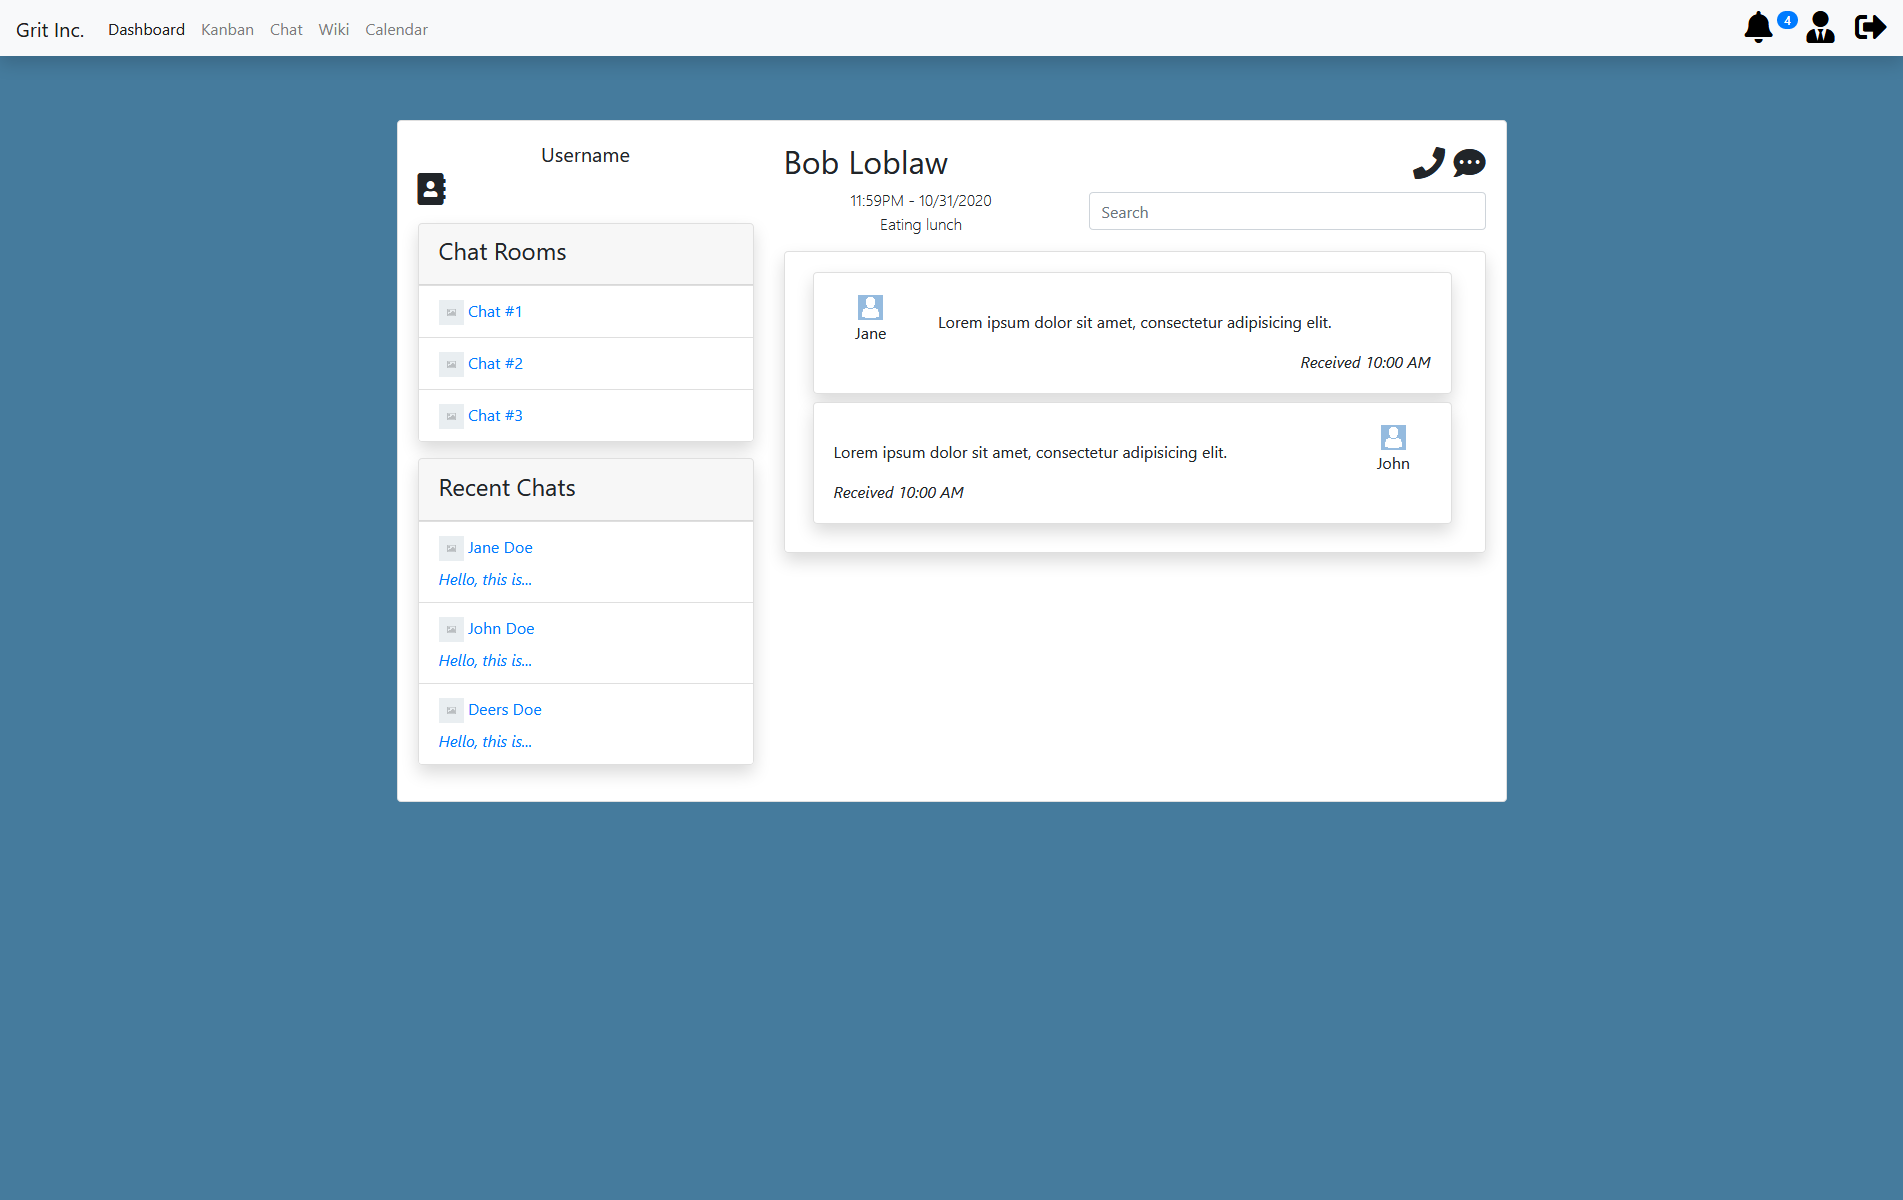 Grit Inc. Dashboard Kanban Chat Wiki Calendar 4
Username
Chat Rooms
Chat #1
Chat #2
Chat #3
Recent Chats
Jane Doe
Hello, this is...
John Doe
Hello, this is...
Deers Doe
Hello, this is...
Bob Loblaw
11:59PM - 10/31/2020
Eating lunch
Search
Jane
Lorem ipsum dolor sit amet, consectetur adipisicing elit.
Received 10:00 AM
Lorem ipsum dolor sit amet, consectetur adipisicing elit.
John
Received 10:00 AM